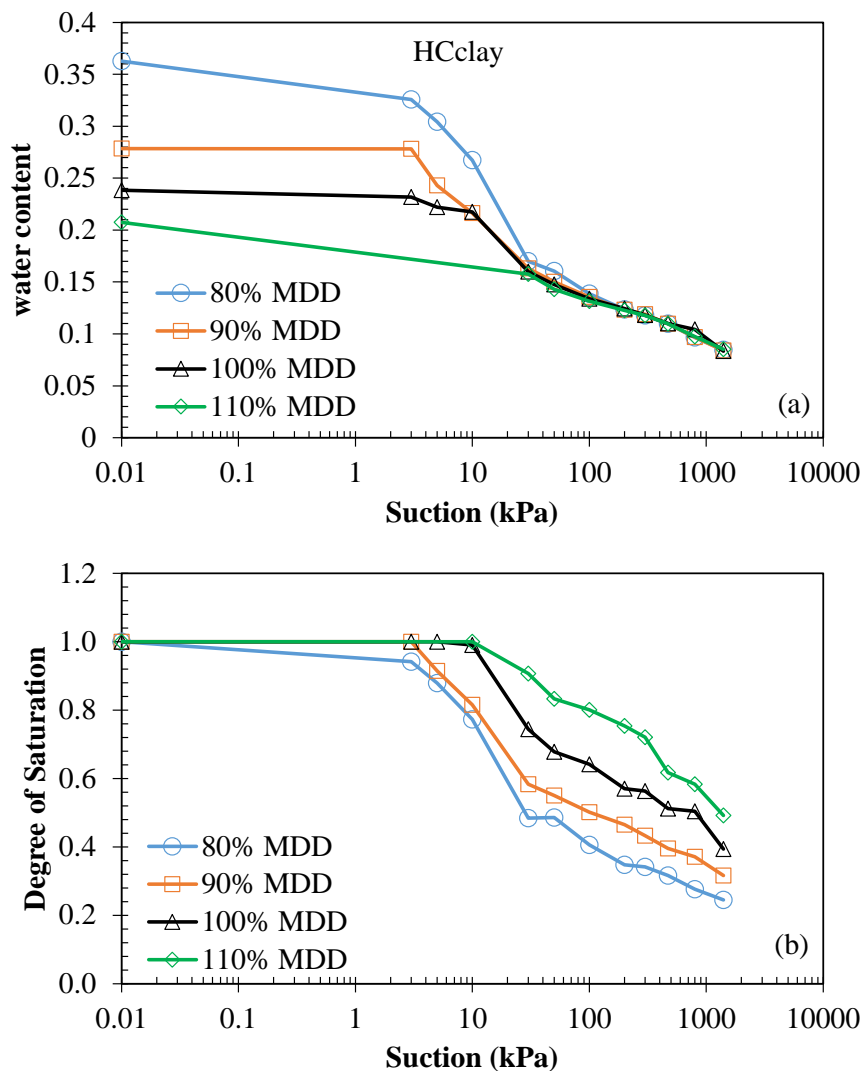 HCclay
0.4
0.35
0.3
0.25
0.2
0.15
0.1
0.05
0
water content
80% MDD
90% MDD
100% MDD
110% MDD
(a)
0.01 0.1 1 10 100 1000 10000
Suction (kPa)
1.2
1.0
0.8
0.6
0.4
0.2
0.0
Degree of Saturation
80% MDD
90% MDD
100% MDD
110% MDD
(b)
0.01 0.1 1 10 100 1000 10000
Suction (kPa)